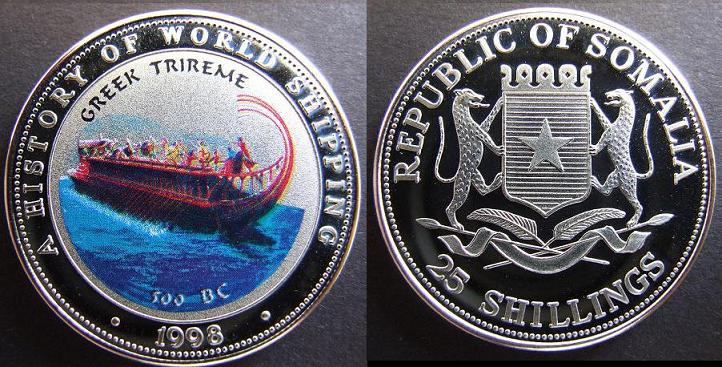 A HISTORY OF WORLD SHIPPING
GREEK TRIREME
500 BC
1998
REPUBLIC OF SOMALIA
25 SHILLINGS